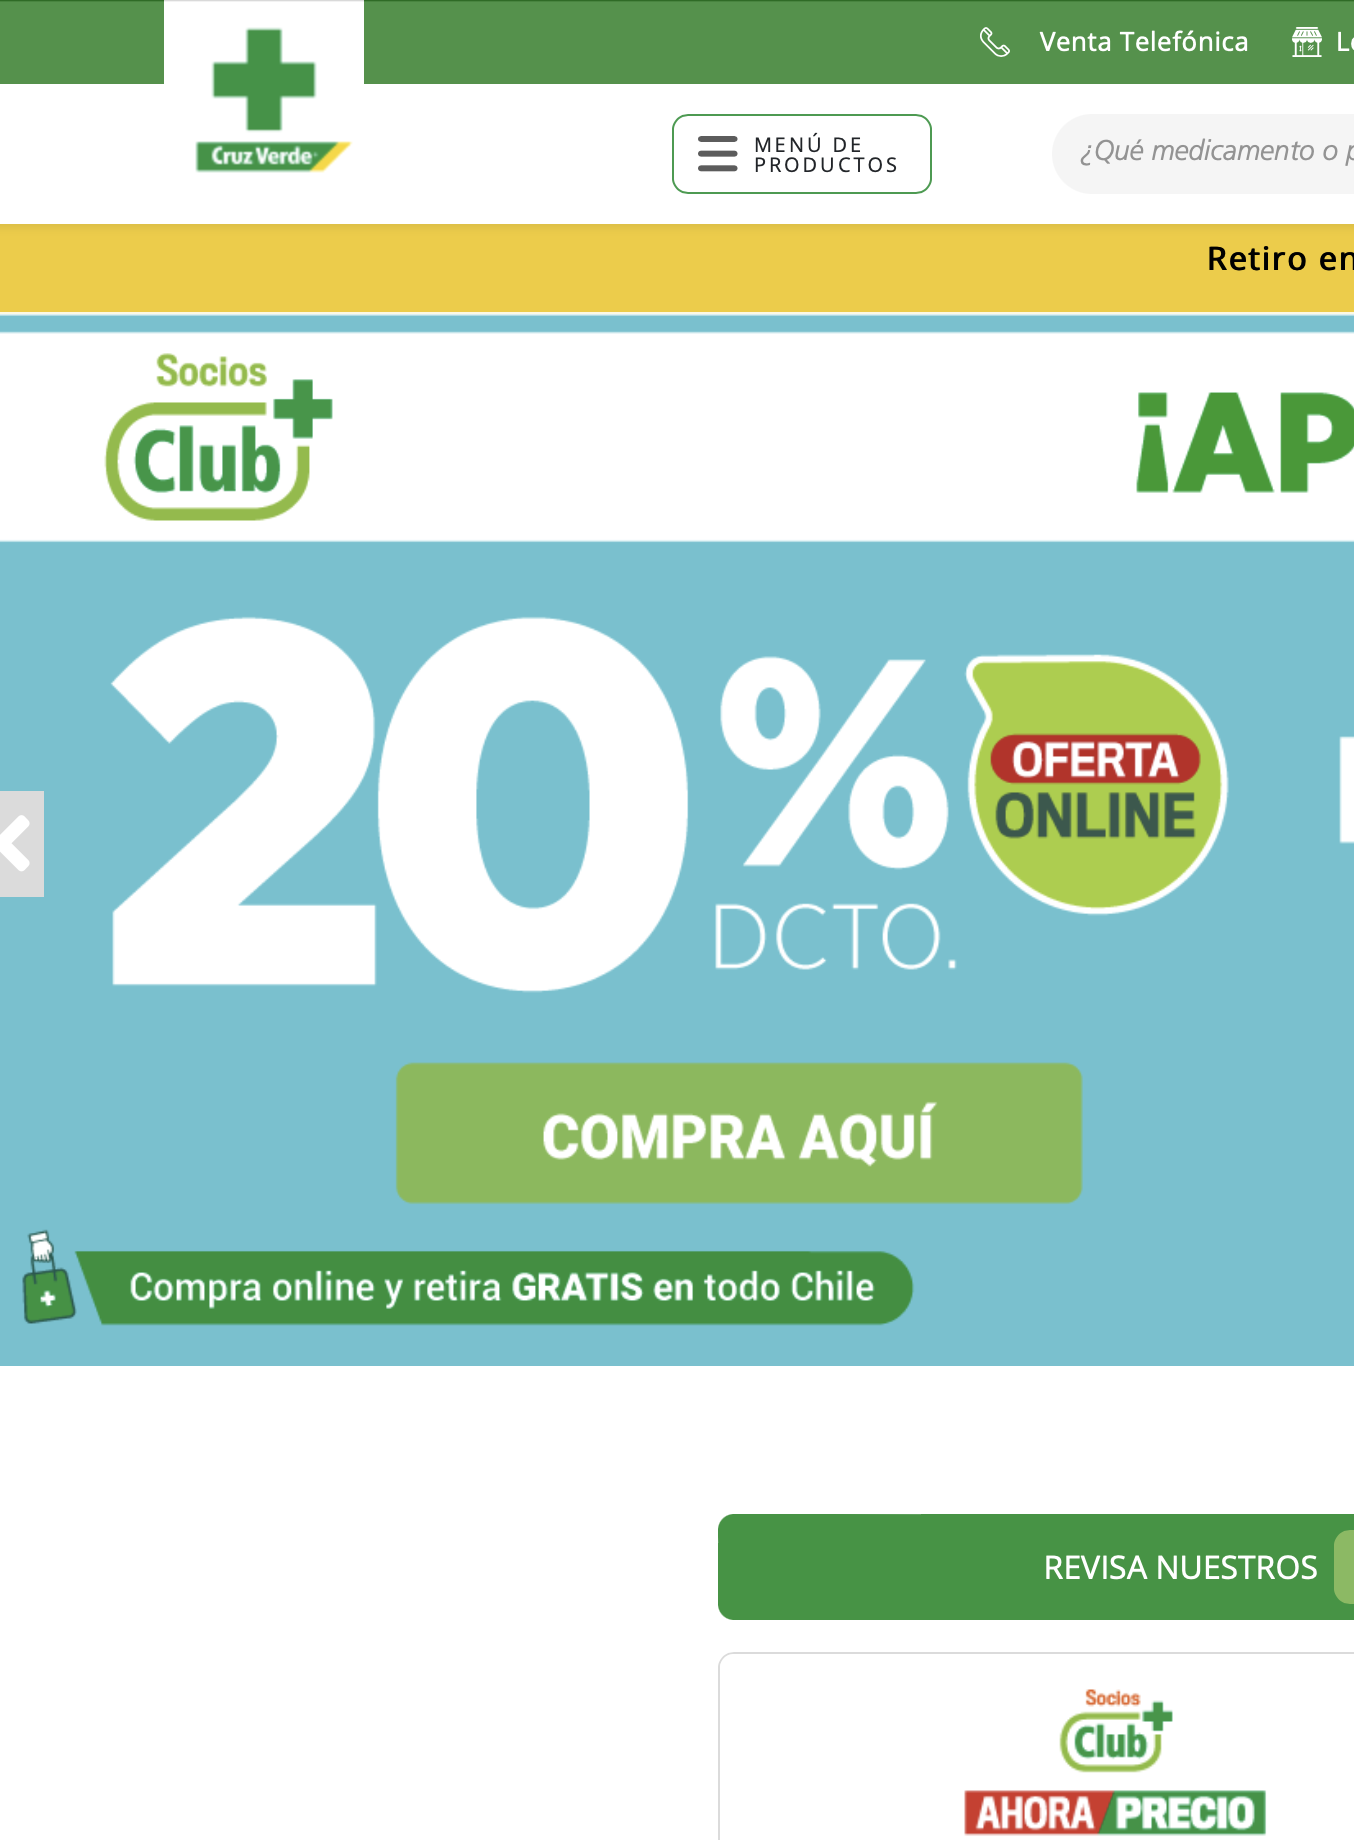 Venta Telefónica
Cruz Verde
MENÚ DE
PRODUCTOS
¿Qué medicamento o
Retiro en
Socios
Club
¡AP
20%
DCTO.
OFERTA
ONLINE
COMPRA AQUÍ
Compra online y retira GRATIS en todo Chile
REVISA NUESTROS
Socios
Club
AHORA PRECIO